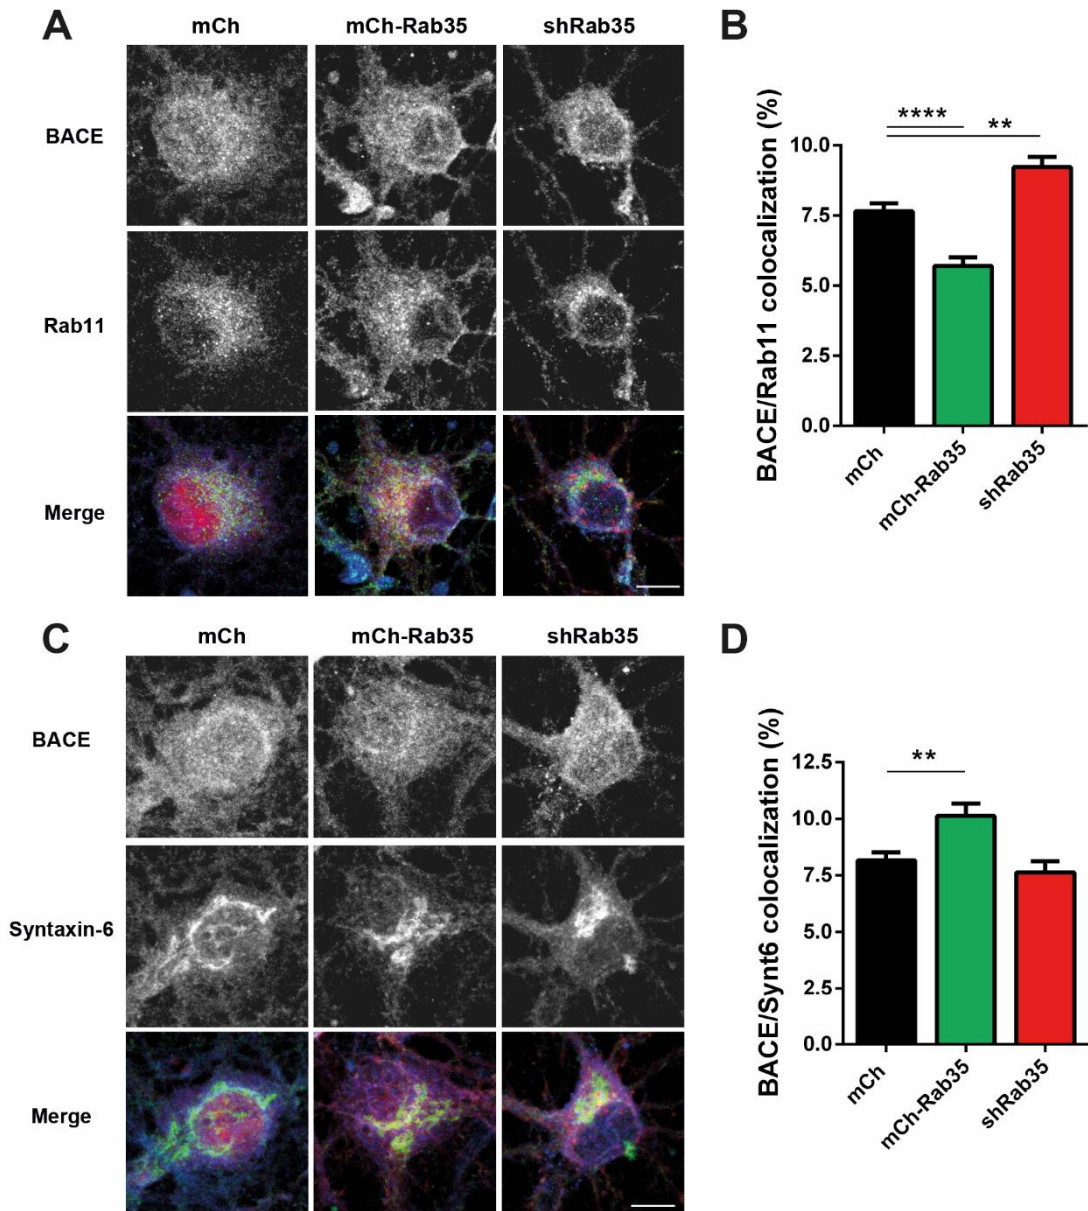 A
mCh
mCh-Rab35
shRab35
BACE
Rab11
Merge
B
BACE/Rab11 colocalization (%)
****
**
10.0
7.5
5.0
2.5
0.0
mCh
mCh-Rab35
shRab35
C
mCh
mCh-Rab35
shRab35
BACE
Syntaxin-6
Merge
D
BACE/Synt6 colocalization (%)
**
12.5
10.0
7.5
5.0
2.5
0.0
mCh
mCh-Rab35
shRab35